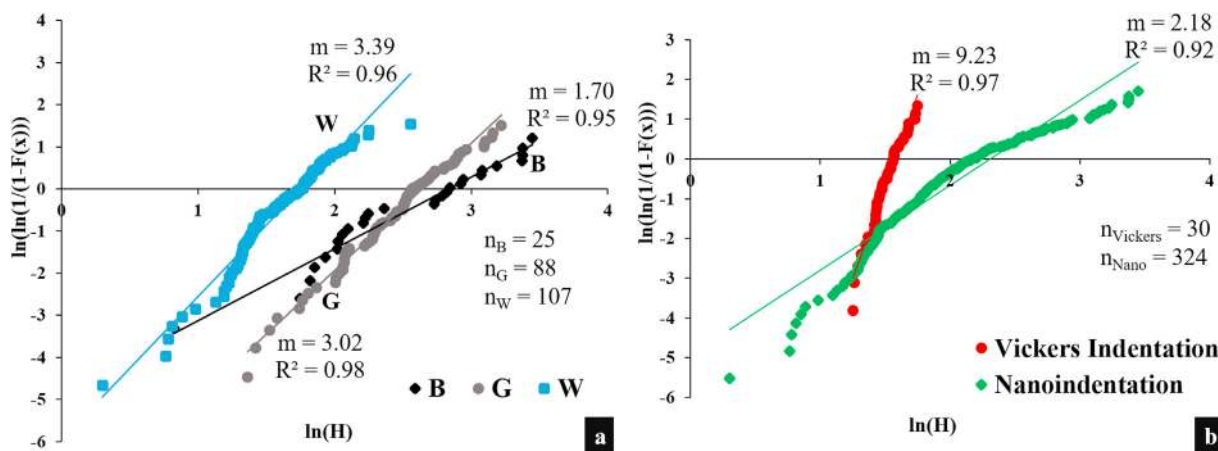 4
3
2
1
0
-1
-2
-3
-4
-5
-6
0
1
2
3
4
ln(ln(1/(1-F(x)))
ln(H)
m = 3.39
R² = 0.96
W
m = 1.70
R² = 0.95
B
G
m = 3.02
R² = 0.98
n_B = 25
n_G = 88
n_W = 107
B G W
a
4
3
2
1
0
-1
-2
-3
-4
-5
-6
0
1
2
3
4
ln(ln(1/(1-F(x)))
ln(H)
m = 9.23
R² = 0.97
m = 2.18
R² = 0.92
n_Vickers = 30
n_Nano = 324
Vickers Indentation
Nanoindentation
b